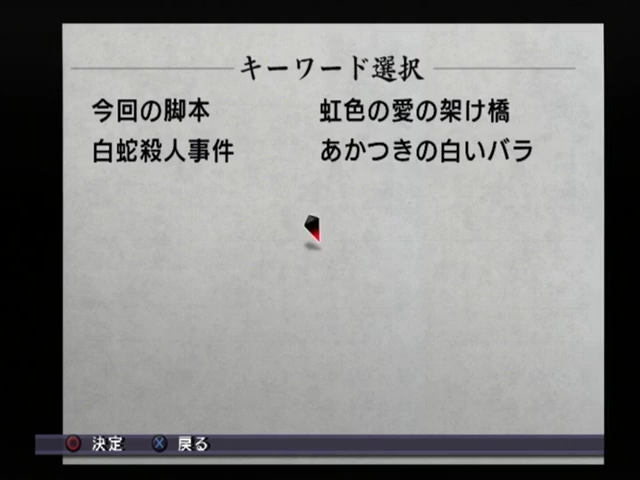 キーワード選択
今回の脚本 虹色の愛の架け橋
白蛇殺人事件 あかつきの白いバラ
決定 戻る